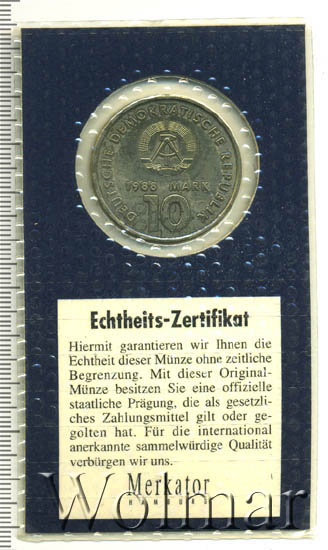 DEUTSCHE DEMOKRATISCHE REPUBLIK
1988 MARK
10
Echtheits-Zertifikat
Hiermit garantieren wir Ihnen die
Echtheit dieser Münze ohne zeitliche
Begrenzung. Mit dieser Original-
Münze besitzen Sie eine offizielle
staatliche Prägung, die als gesetzli-
ches Zahlungsmittel gilt oder ge-
golten hat. Für die international
anerkannte sammelwürdige Qualität
verbürgen wir uns.
Merkator
HAMBURG
Wolmar